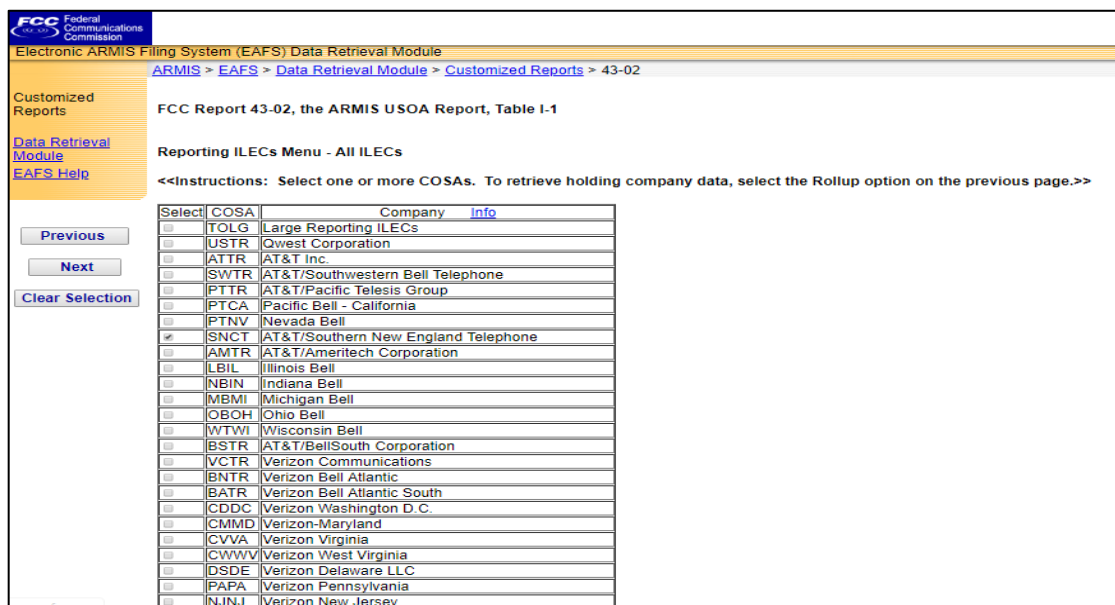 FCC Federal
Communications
Commission
Electronic ARMIS Filing System (EAFS) Data Retrieval Module
ARMIS > EAFS > Data Retrieval Module > Customized Reports > 43-02
Customized
Reports
Data Retrieval
Module
EAFS Help
Previous
Next
Clear Selection
FCC Report 43-02, the ARMIS USOA Report, Table I-1
Reporting ILECs Menu - All ILECs
<<Instructions: Select one or more COSAs. To retrieve holding company data, select the Rollup option on the previous page.>>
Select COSA Company Info
TOLG Large Reporting ILECs
USTR Qwest Corporation
ATTR AT&T Inc.
SWTR AT&T/Southwestern Bell Telephone
PTTR AT&T/Pacific Telesis Group
PTCA Pacific Bell - California
PTNV Nevada Bell
SNCT AT&T/Southern New England Telephone
AMTR AT&T/Ameritech Corporation
LBIL Illinois Bell
NBIN Indiana Bell
MBMI Michigan Bell
OBOH Ohio Bell
WTWI Wisconsin Bell
BSTR AT&T/BellSouth Corporation
VCTR Verizon Communications
BNTR Verizon Bell Atlantic
BATR Verizon Bell Atlantic South
CDDC Verizon Washington D.C.
CMMD Verizon-Maryland
CVVA Verizon Virginia
CWWV Verizon West Virginia
DSDE Verizon Delaware LLC
PAPA Verizon Pennsylvania
NJNJ Verizon New Jersey